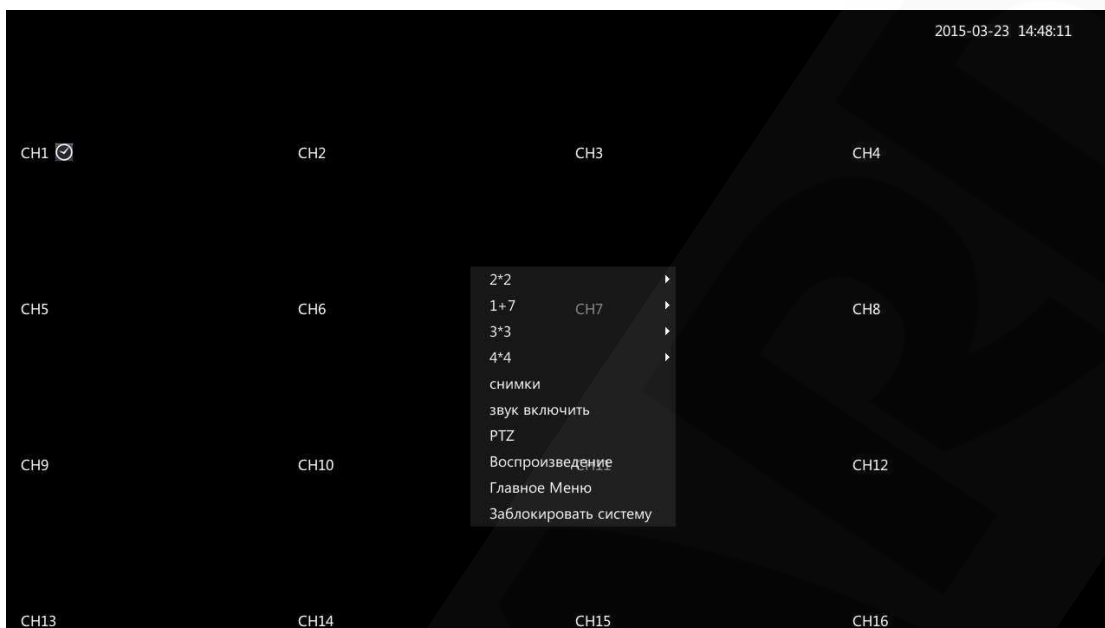 2015-03-23 14:48:11
CH1 CH2 CH3 CH4
2*2
1+7
CH5 CH6 CH7 CH8
3*3
4*4
снимки
звук включить
PTZ
Воспроизведение
CH9 CH10 CH11 CH12
Главное Меню
Заблокировать систему
CH13 CH14 CH15 CH16